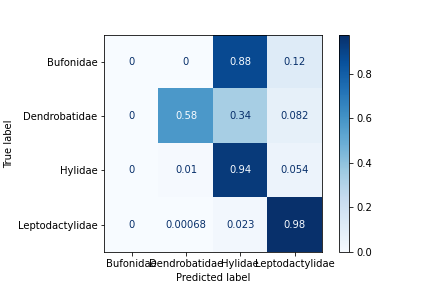 Bufonidae 0 0 0.88 0.12
Dendrobatidae 0 0.58 0.34 0.082
Hylidae 0 0.01 0.94 0.054
Leptodactylidae 0 0.00068 0.023 0.98
True label
Bufonidae Dendrobatidae Hylidae Leptodactylidae
Predicted label
0.8
0.6
0.4
0.2
0.0